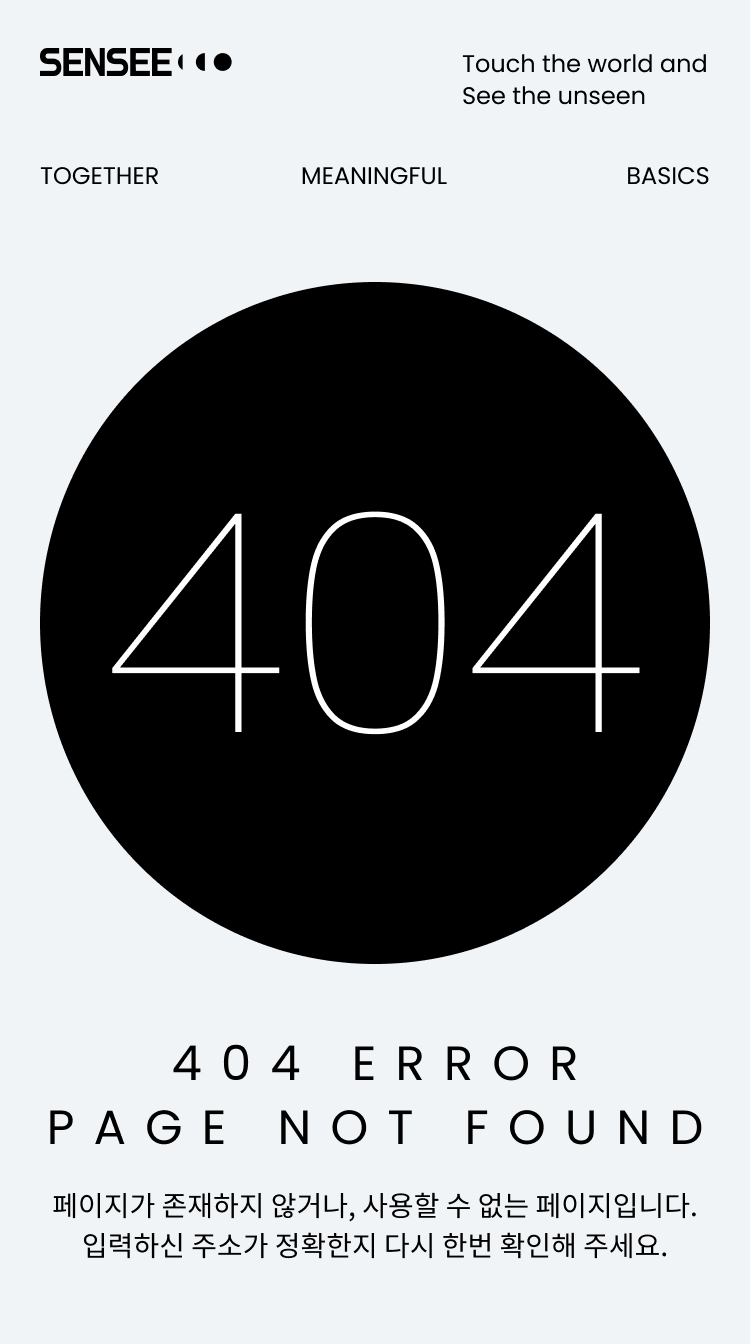 SENSEE
Touch the world and
See the unseen
TOGETHER MEANINGFUL BASICS
404
404 ERROR
PAGE NOT FOUND
페이지가 존재하지 않거나, 사용할 수 없는 페이지입니다.
입력하신 주소가 정확한지 다시 한번 확인해 주세요.